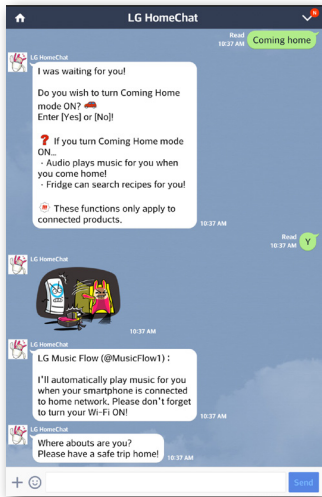 LG HomeChat
Read
10:37 AM
Coming home
LG HomeChat
I was waiting for you!
Do you wish to turn Coming Home
mode ON?
Enter [Yes] or [No]!
If you turn Coming Home mode
ON...
· Audio plays music for you when
you come home!
· Fridge can search recipes for you!
These functions only apply to
connected products.
10:37 AM
Read
10:37 AM
Y
LG HomeChat
10:37 AM
LG HomeChat
LG Music Flow (@MusicFlow1) :
I'll automatically play music for you
when your smartphone is connected
to home network. Please don't forget
to turn your Wi-Fi ON!
10:37 AM
LG HomeChat
Where abouts are you?
Please have a safe trip home!
10:37 AM
Send